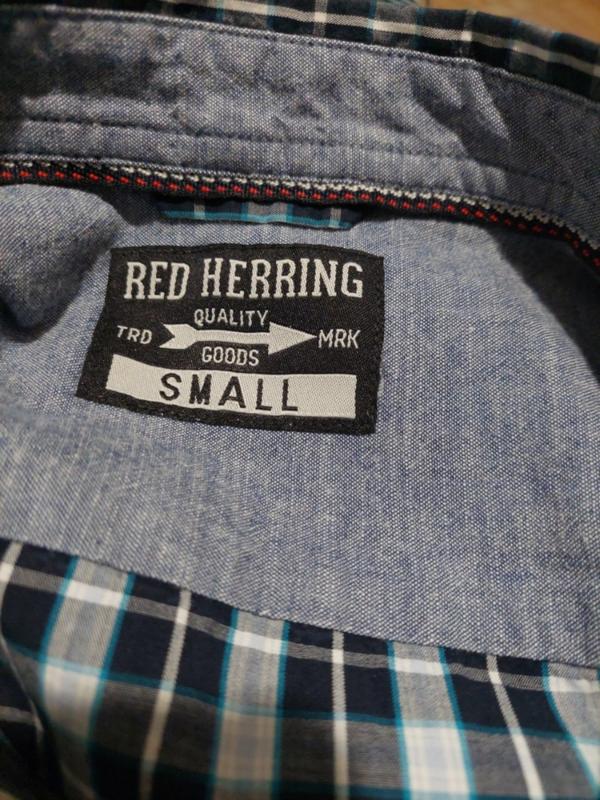 RED HERRING
QUALITY
TRD MRK
GOODS
SMALL